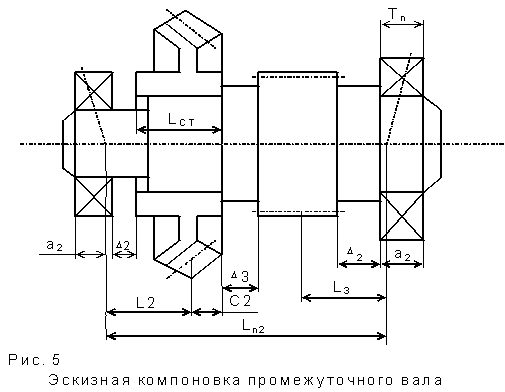 Tп
Lст
a2
Δ2
Δ3
Δ2
a2
L2
C2
L3
Lп2
Рис. 5
Эскизная компоновка промежуточного вала